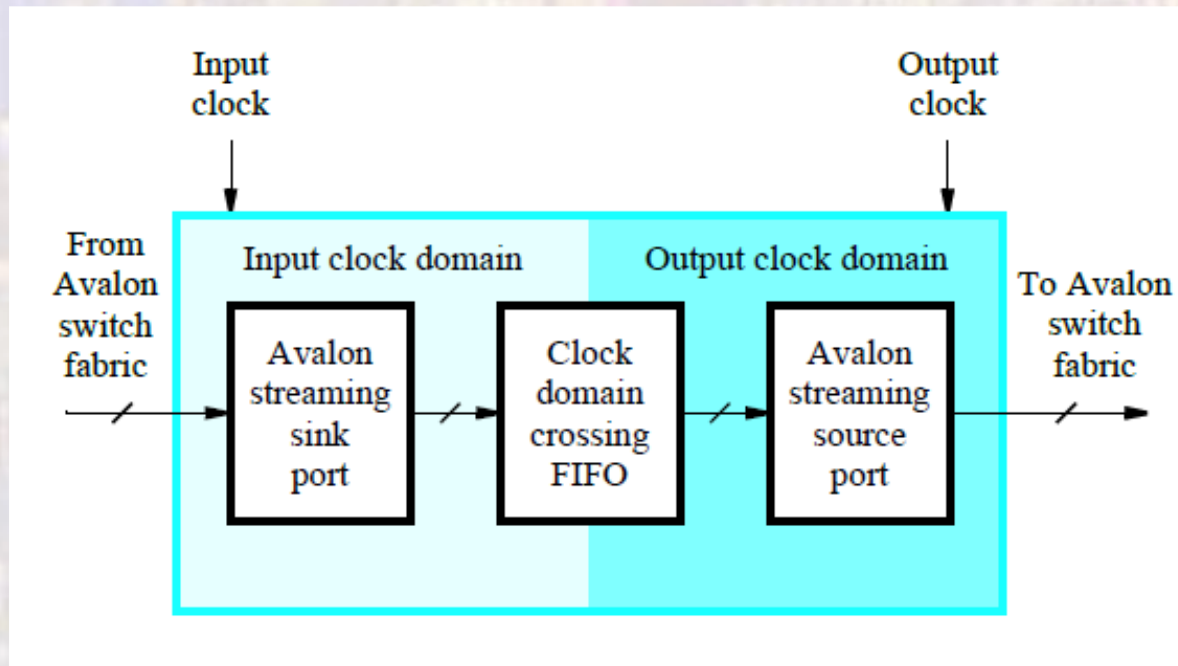 Input
clock
Output
clock
From
Avalon
switch
fabric
Input clock domain
Output clock domain
To Avalon
switch
fabric
Avalon
streaming
sink
port
Clock
domain
crossing
FIFO
Avalon
streaming
source
port